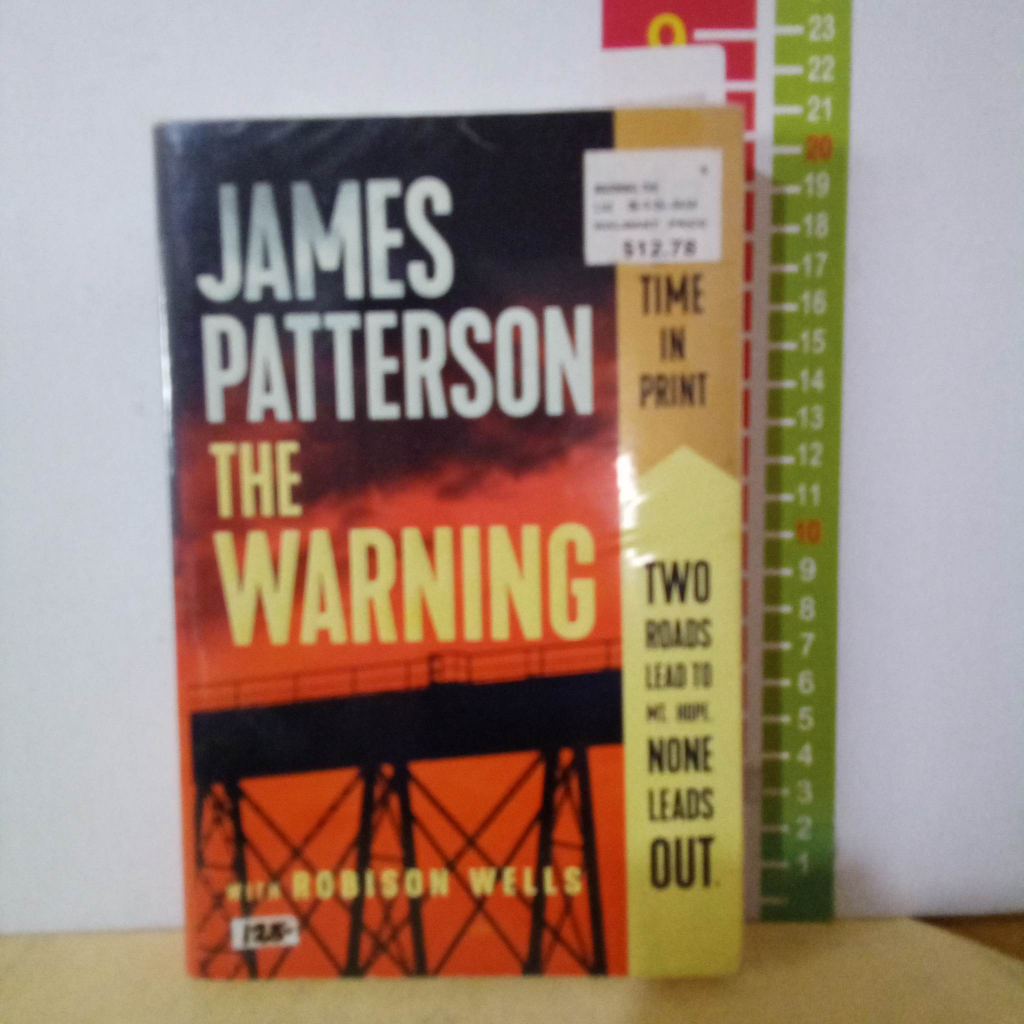 JAMES
PATTERSON
THE
WARNING
WITH ROBISON WELLS
125-
$12.78
TIME
IN
PRINT
TWO
ROADS
LEAD TO
MT. HOPE.
NONE
LEADS
OUT.
9
23
22
21
20
19
18
17
16
15
14
13
12
11
10
9
8
7
6
5
4
3
2
1